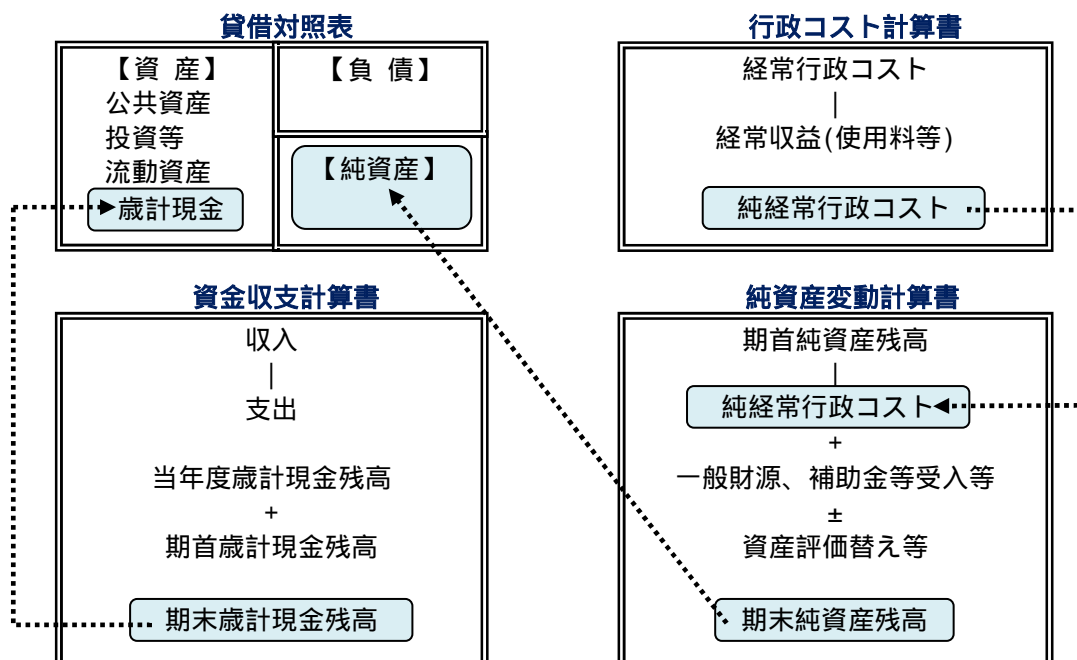 貸借対照表
【資 産】
公共資産
投資等
流動資産
歳計現金
【負 債】
【純資産】
行政コスト計算書
経常行政コスト
|
経常収益(使用料等)
純経常行政コスト
資金収支計算書
収入
|
支出
当年度歳計現金残高
+
期首歳計現金残高
期末歳計現金残高
純資産変動計算書
期首純資産残高
|
純経常行政コスト
+
一般財源、補助金等受入等
±
資産評価替え等
期末純資産残高